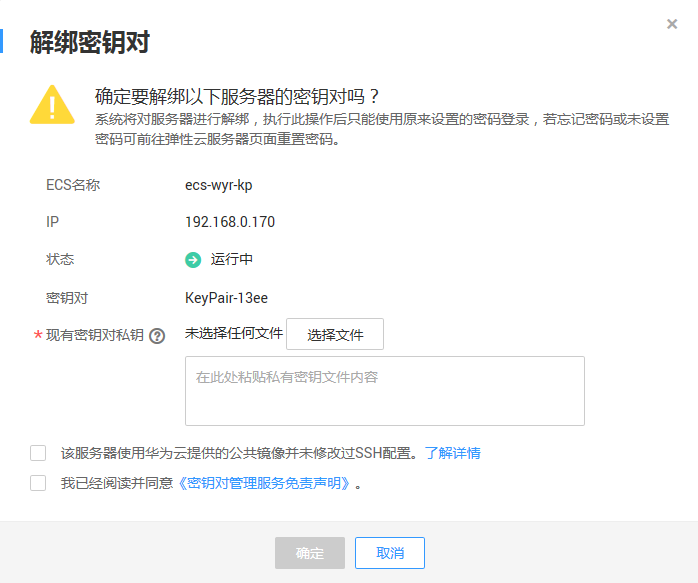 解绑密钥对
确定要解绑以下服务器的密钥对吗？
系统将对服务器进行解绑，执行此操作后只能使用原来设置的密码登录，若忘记密码或未设置
密码可前往弹性云服务器页面重置密码。
ECS名称 ecs-wyr-kp
IP 192.168.0.170
状态 运行中
密钥对 KeyPair-13ee
*现有密钥对私钥 ? 未选择任何文件 选择文件
在此处粘贴私有密钥文件内容
该服务器使用华为云提供的公共镜像并未修改过SSH配置。了解详情
我已经阅读并同意《密钥对管理服务免责声明》。
确定 取消